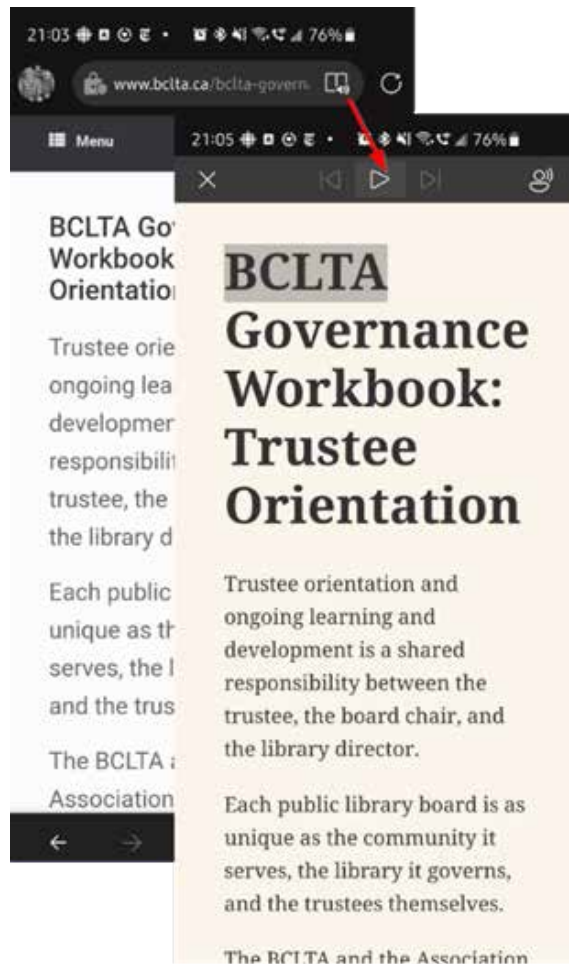 21:03
76%
www.bclta.ca/bclta-govern
Menu
BCLTA Go
Workbook
Orientatio
Trustee orie
ongoing lea
developmer
responsibilit
trustee, the
the library d
Each public
unique as th
serves, the l
and the trus
The BCLTA a
Association
21:05
76%
BCLTA
Governance
Workbook:
Trustee
Orientation
Trustee orientation and
ongoing learning and
development is a shared
responsibility between the
trustee, the board chair, and
the library director.
Each public library board is as
unique as the community it
serves, the library it governs,
and the trustees themselves.
The BCLTA and the Association